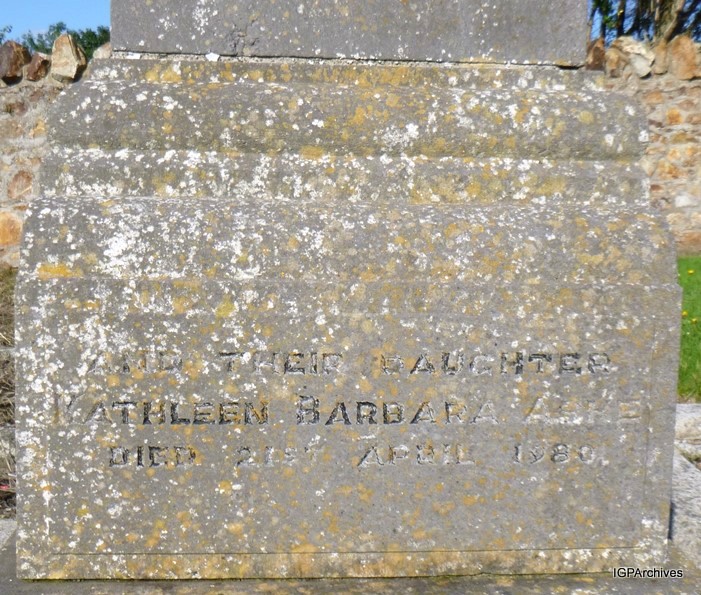 AND THEIR DAUGHTER
KATHLEEN BARBARA
DIED 21ST APRIL 1980
IGPArchives